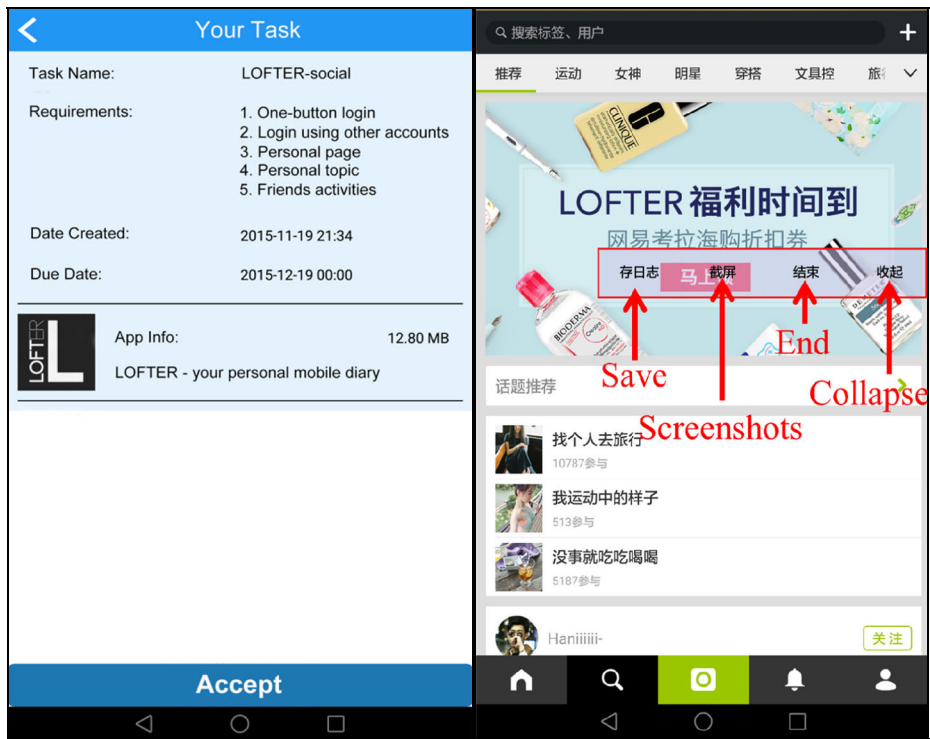 Your Task
Task Name: LOFTER-social
Requirements: 1. One-button login
2. Login using other accounts
3. Personal page
4. Personal topic
5. Friends activities
Date Created: 2015-11-19 21:34
Due Date: 2015-12-19 00:00
LOFTER
L
App Info: 12.80 MB
LOFTER - your personal mobile diary
Accept
搜索标签、用户
推荐 运动 女神 明星 穿搭 文具控 旅
CLINIQUE
LOFTER 福利时间到
网易考拉海购折扣券
存日志 截屏 结束 收起
马上
BIODERMA
End
Save
Collapse
话题推荐
Screenshots
找个人去旅行
10787参与
我运动中的样子
513参与
没事就吃吃喝喝
5187参与
Haniiiiii-
关注